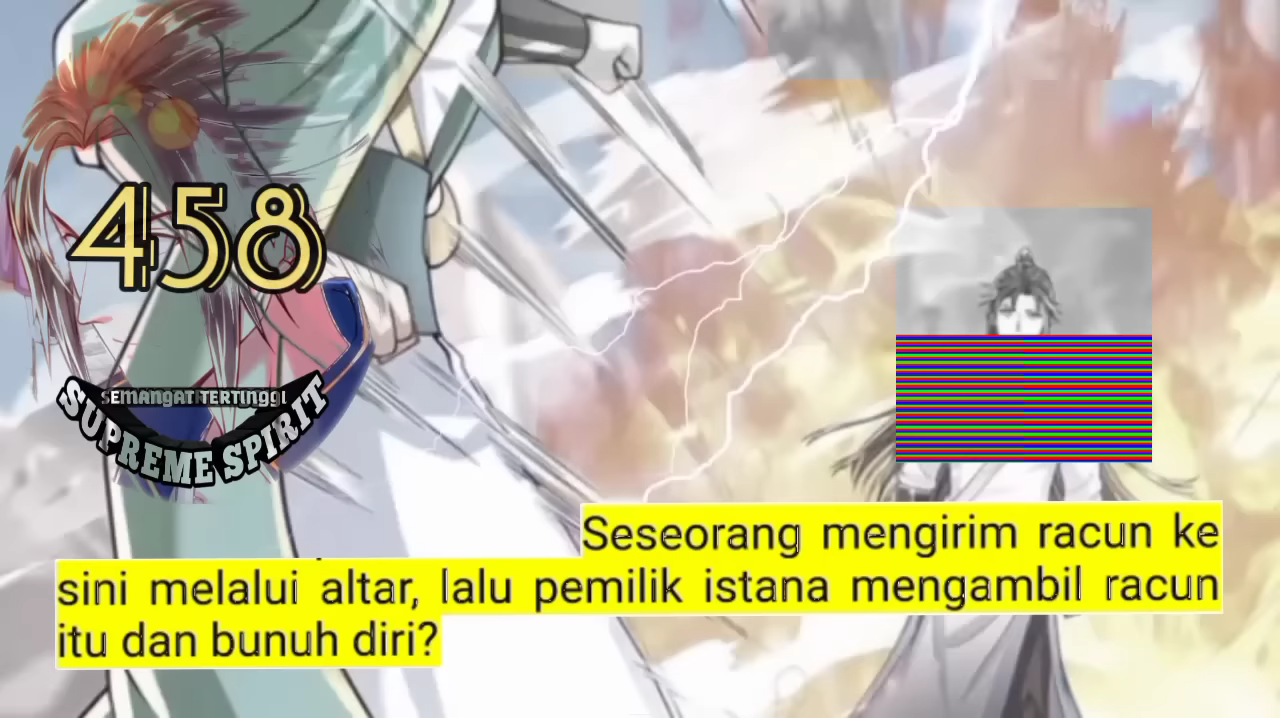 458
SEMANGAT TERTINGGI
SUPREME SPIRIT
Seseorang mengirim racun ke
sini melalui altar, lalu pemilik istana mengambil racun
itu dan bunuh diri?